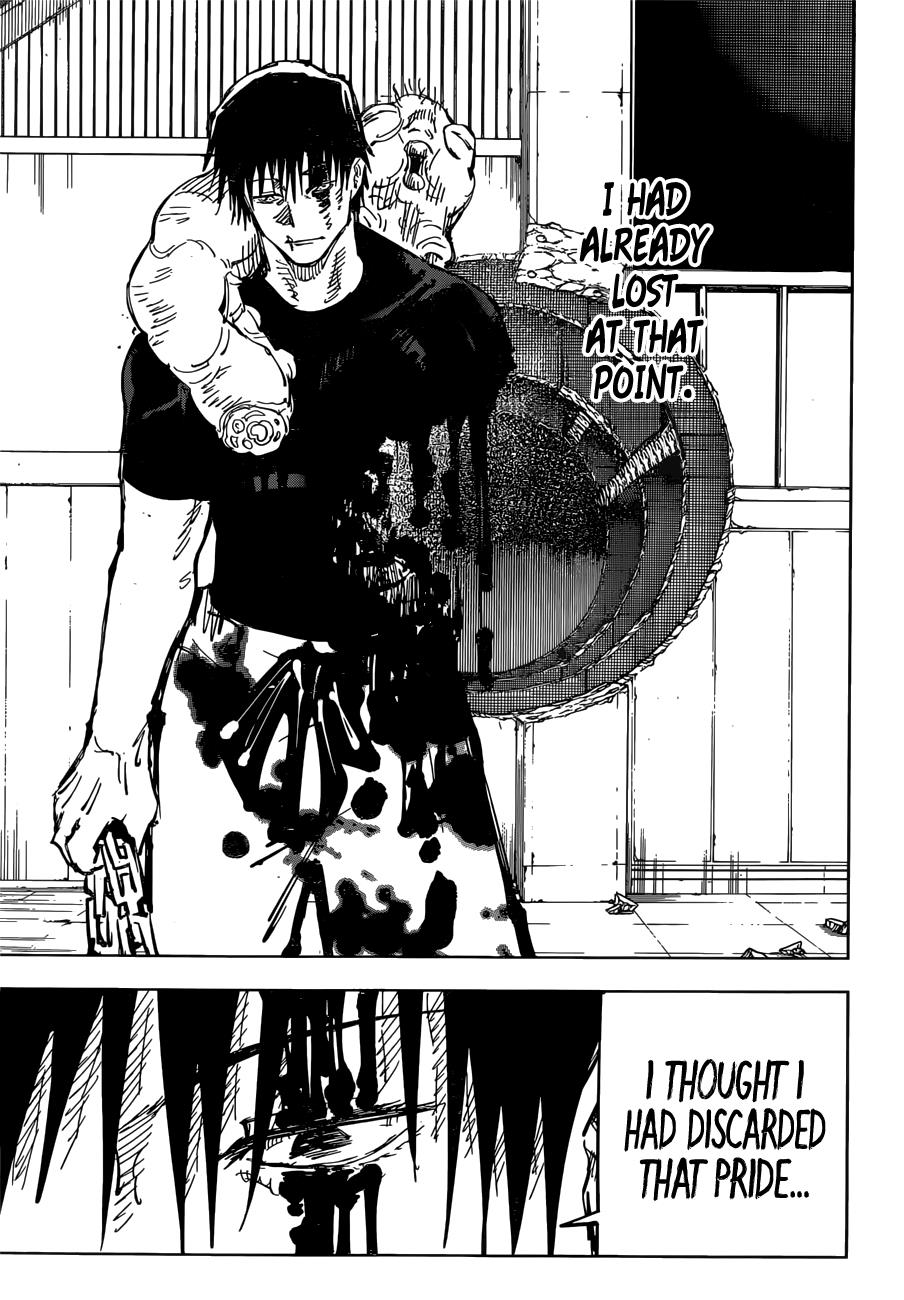 I HAD
ALREADY
LOST
AT THAT
POINT.
I THOUGHT I
HAD DISCARDED
THAT PRIDE...